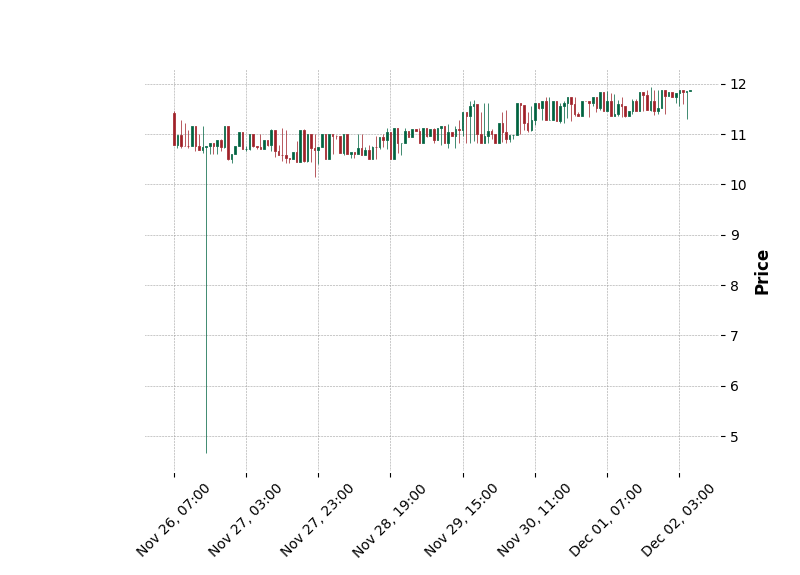 12
11
10
9
8
7
6
5
Price
Nov 26, 07:00
Nov 27, 03:00
Nov 27, 23:00
Nov 28, 19:00
Nov 29, 15:00
Nov 30, 11:00
Dec 01, 07:00
Dec 02, 03:00